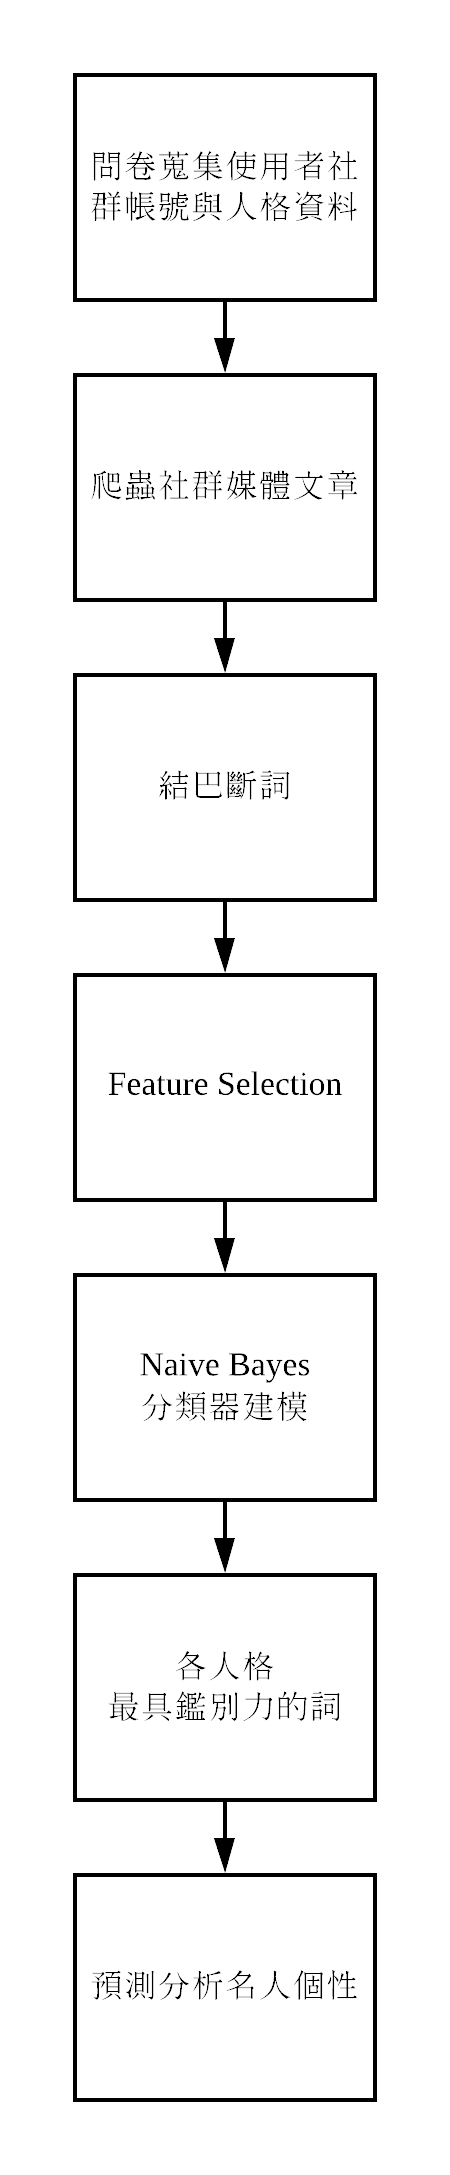 問卷蒐集使用者社
群帳號與人格資料
爬蟲社群媒體文章
結巴斷詞
Feature Selection
Naive Bayes
分類器建模
各人格
最具鑑別力的詞
預測分析名人個性